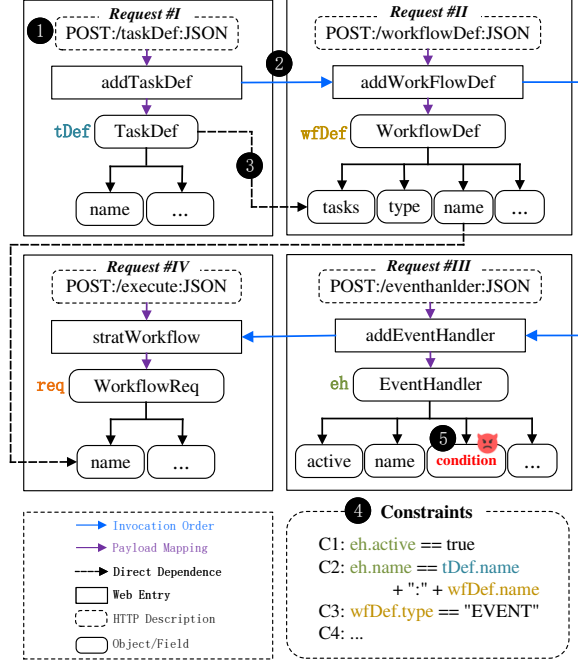 Request #I
1
POST:/taskDef:JSON
addTaskDef
tDef
TaskDef
name
...
2
3
Request #II
POST:/workflowDef:JSON
addWorkFlowDef
wfDef
WorkflowDef
tasks
type
name
...
Request #IV
POST:/execute:JSON
stratWorkflow
req
WorkflowReq
name
...
Request #III
POST:/eventhanlder:JSON
addEventHandler
eh
EventHandler
5
active
name
condition
...
Invocation Order
Payload Mapping
Direct Dependence
Web Entry
HTTP Description
Object/Field
4 Constraints
C1: eh.active == true
C2: eh.name == tDef.name
+ ":" + wfDef.name
C3: wfDef.type == "EVENT"
C4: ...